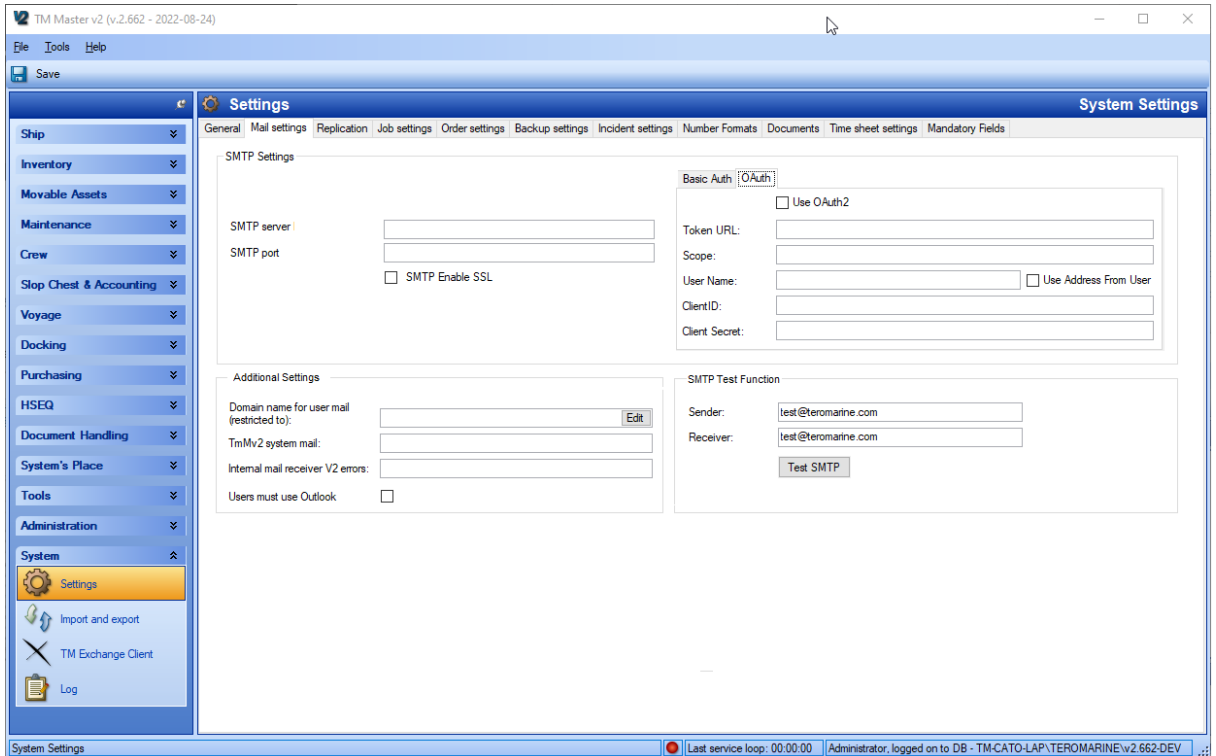 V2 TM Master v2 (v.2.662 - 2022-08-24)
File Tools Help
Save
Settings System Settings
General Mail settings Replication Job settings Order settings Backup settings Incident settings Number Formats Documents Time sheet settings Mandatory Fields
Ship
Inventory
Movable Assets
Maintenance
Crew
Slop Chest & Accounting
Voyage
Docking
Purchasing
HSEQ
Document Handling
System's Place
Tools
Administration
System
Settings
Import and export
TM Exchange Client
Log
SMTP Settings
SMTP server
SMTP port
SMTP Enable SSL
Basic Auth OAuth
Use OAuth2
Token URL:
Scope:
User Name: Use Address From User
ClientID:
Client Secret:
Additional Settings
Domain name for user mail
(restricted to): Edit
TmMv2 system mail:
Internal mail receiver V2 errors:
Users must use Outlook
SMTP Test Function
Sender: test@teromarine.com
Receiver: test@teromarine.com
Test SMTP
System Settings Last service loop: 00:00:00 Administrator, logged on to DB - TM-CATO-LAP\TEROMARINE\v2.662-DEV